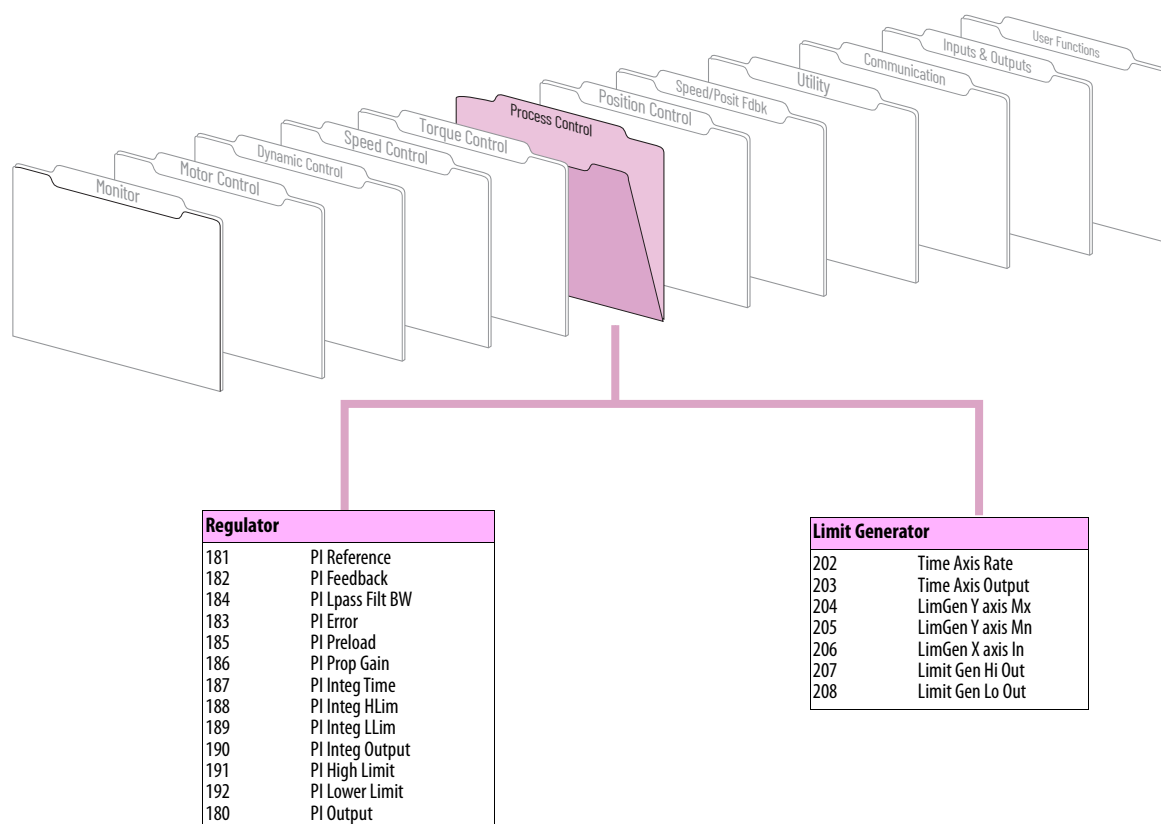 Monitor
Motor Control
Dynamic Control
Speed Control
Torque Control
Process Control
Position Control
Speed/Posit Fdbk
Utility
Communication
Inputs & Outputs
User Functions
Regulator
181 PI Reference
182 PI Feedback
184 PI Lpass Filt BW
183 PI Error
185 PI Preload
186 PI Prop Gain
187 PI Integ Time
188 PI Integ HLim
189 PI Integ LLim
190 PI Integ Output
191 PI High Limit
192 PI Lower Limit
180 PI Output
Limit Generator
202 Time Axis Rate
203 Time Axis Output
204 LimGen Y axis Mx
205 LimGen Y axis Mn
206 LimGen X axis In
207 Limit Gen Hi Out
208 Limit Gen Lo Out